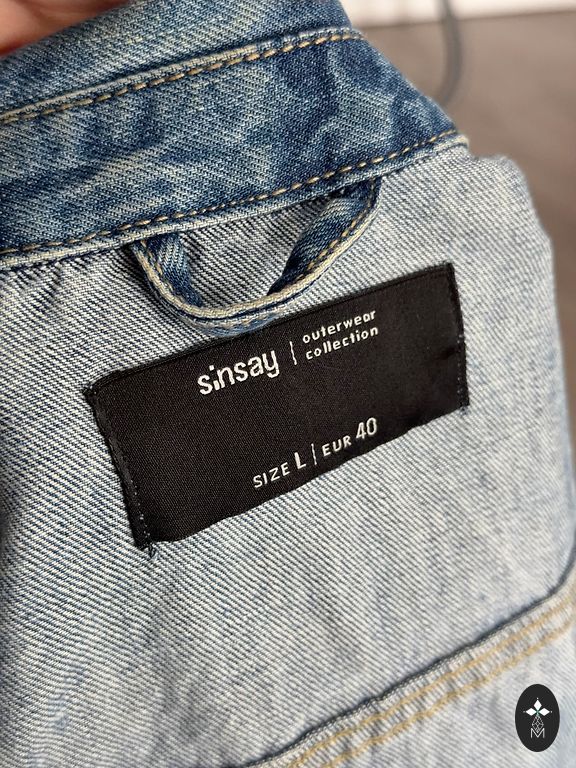 sinsay | outerwear
collection
SIZE L | EUR 40
M